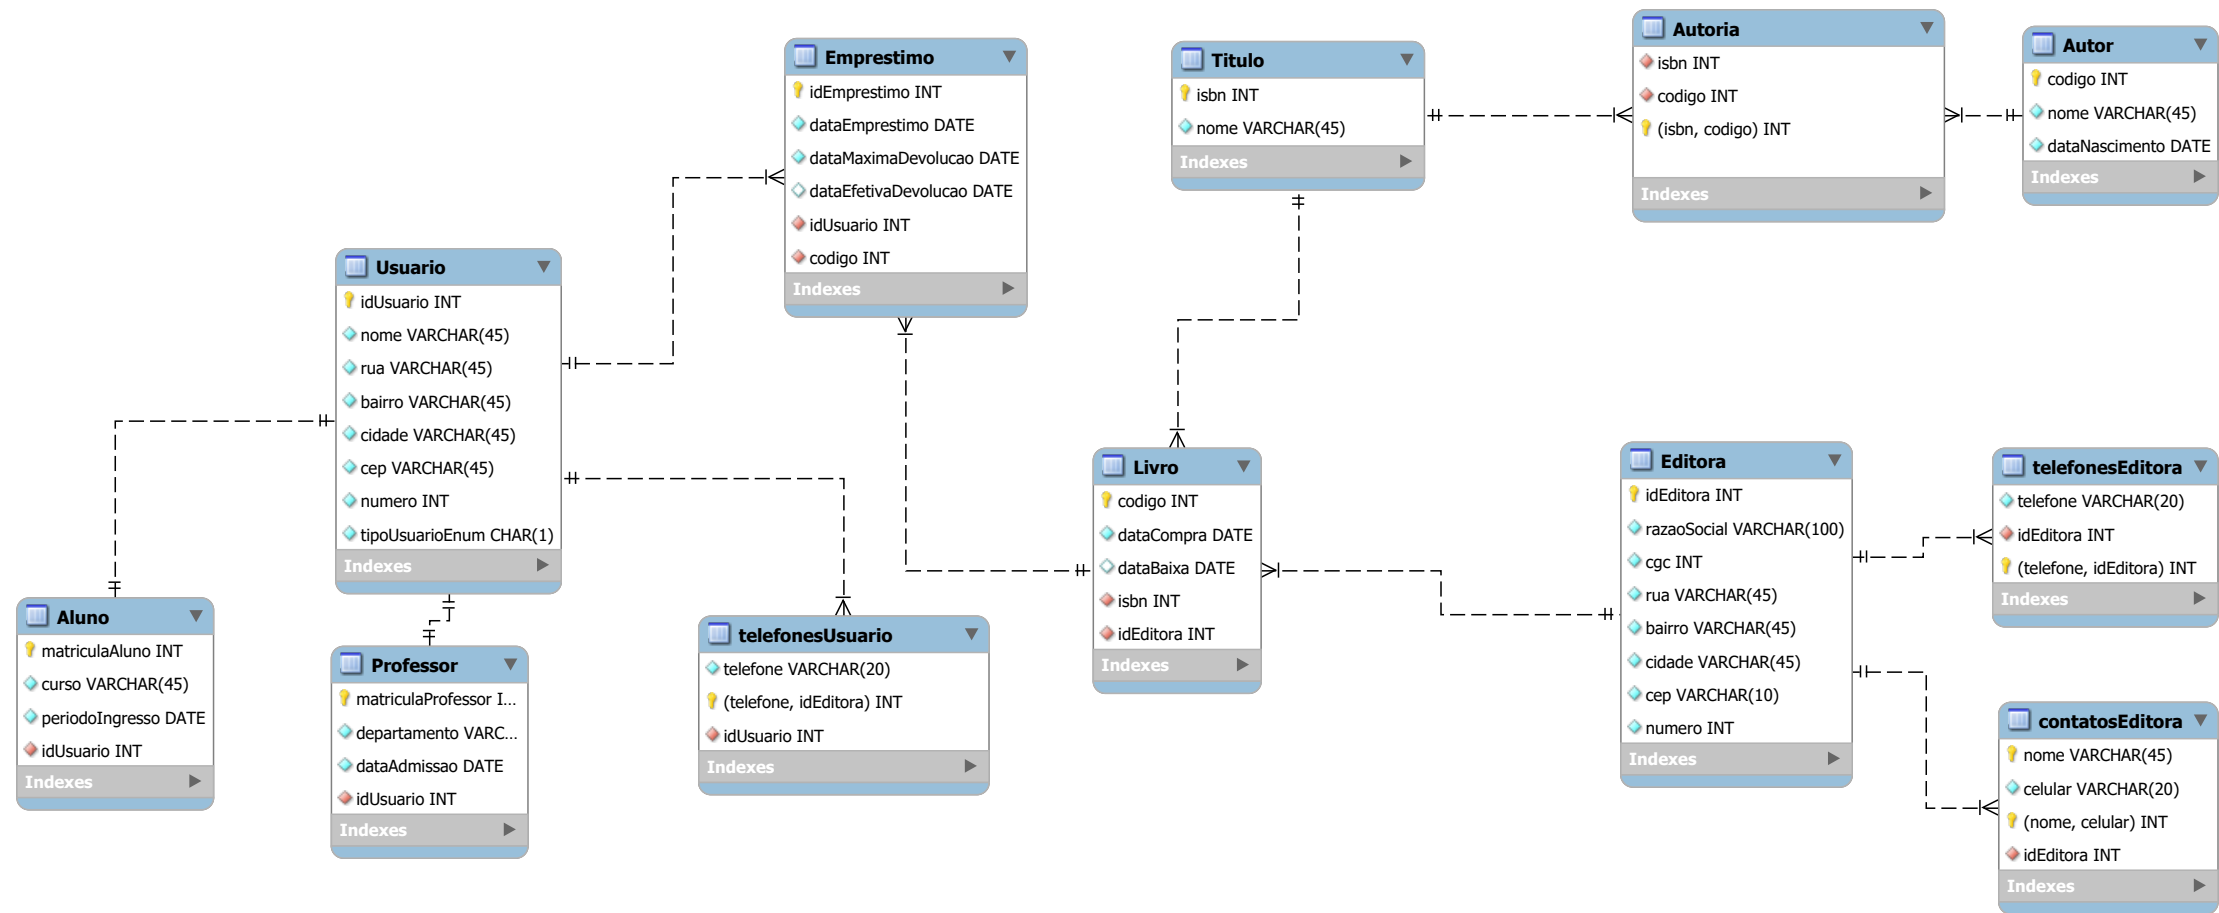 Emprestimo
idEmprestimo INT
dataEmprestimo DATE
dataMaximaDevolucao DATE
dataEfetivaDevolucao DATE
idUsuario INT
codigo INT
Indexes
Titulo
isbn INT
nome VARCHAR(45)
Indexes
Autoria
isbn INT
codigo INT
(isbn, codigo) INT
Indexes
Autor
codigo INT
nome VARCHAR(45)
dataNascimento DATE
Indexes
Usuario
idUsuario INT
nome VARCHAR(45)
rua VARCHAR(45)
bairro VARCHAR(45)
cidade VARCHAR(45)
cep VARCHAR(45)
numero INT
tipoUsuarioEnum CHAR(1)
Indexes
Livro
codigo INT
dataCompra DATE
dataBaixa DATE
isbn INT
idEditora INT
Indexes
Editora
idEditora INT
razaoSocial VARCHAR(100)
cgc INT
rua VARCHAR(45)
bairro VARCHAR(45)
cidade VARCHAR(45)
cep VARCHAR(10)
numero INT
Indexes
telefonesEditora
telefone VARCHAR(20)
idEditora INT
(telefone, idEditora) INT
Indexes
Aluno
matriculaAluno INT
curso VARCHAR(45)
periodoIngresso DATE
idUsuario INT
Indexes
Professor
matriculaProfessor I...
departamento VARC...
dataAdmissao DATE
idUsuario INT
Indexes
telefonesUsuario
telefone VARCHAR(20)
(telefone, idEditora) INT
idUsuario INT
Indexes
contatosEditora
nome VARCHAR(45)
celular VARCHAR(20)
(nome, celular) INT
idEditora INT
Indexes